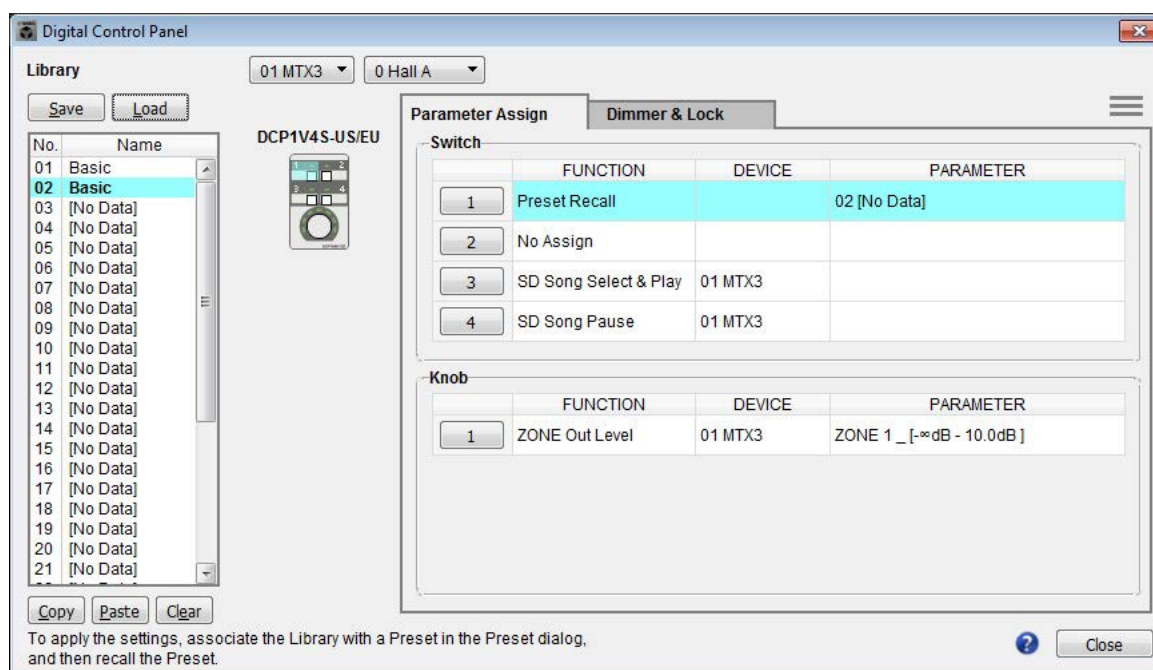 Digital Control Panel
Library
01 MTX3
0 Hall A
Save Load
No. Name
01 Basic
02 Basic
03 [No Data]
04 [No Data]
05 [No Data]
06 [No Data]
07 [No Data]
08 [No Data]
09 [No Data]
10 [No Data]
11 [No Data]
12 [No Data]
13 [No Data]
14 [No Data]
15 [No Data]
16 [No Data]
17 [No Data]
18 [No Data]
19 [No Data]
20 [No Data]
21 [No Data]
Copy Paste Clear
DCP1V4S-US/EU
1 2
3 4
Parameter Assign Dimmer & Lock
Switch
FUNCTION DEVICE PARAMETER
1 Preset Recall 02 [No Data]
2 No Assign
3 SD Song Select & Play 01 MTX3
4 SD Song Pause 01 MTX3
Knob
FUNCTION DEVICE PARAMETER
1 ZONE Out Level 01 MTX3 ZONE 1 _ [-∞dB - 10.0dB ]
To apply the settings, associate the Library with a Preset in the Preset dialog,
and then recall the Preset.
? Close